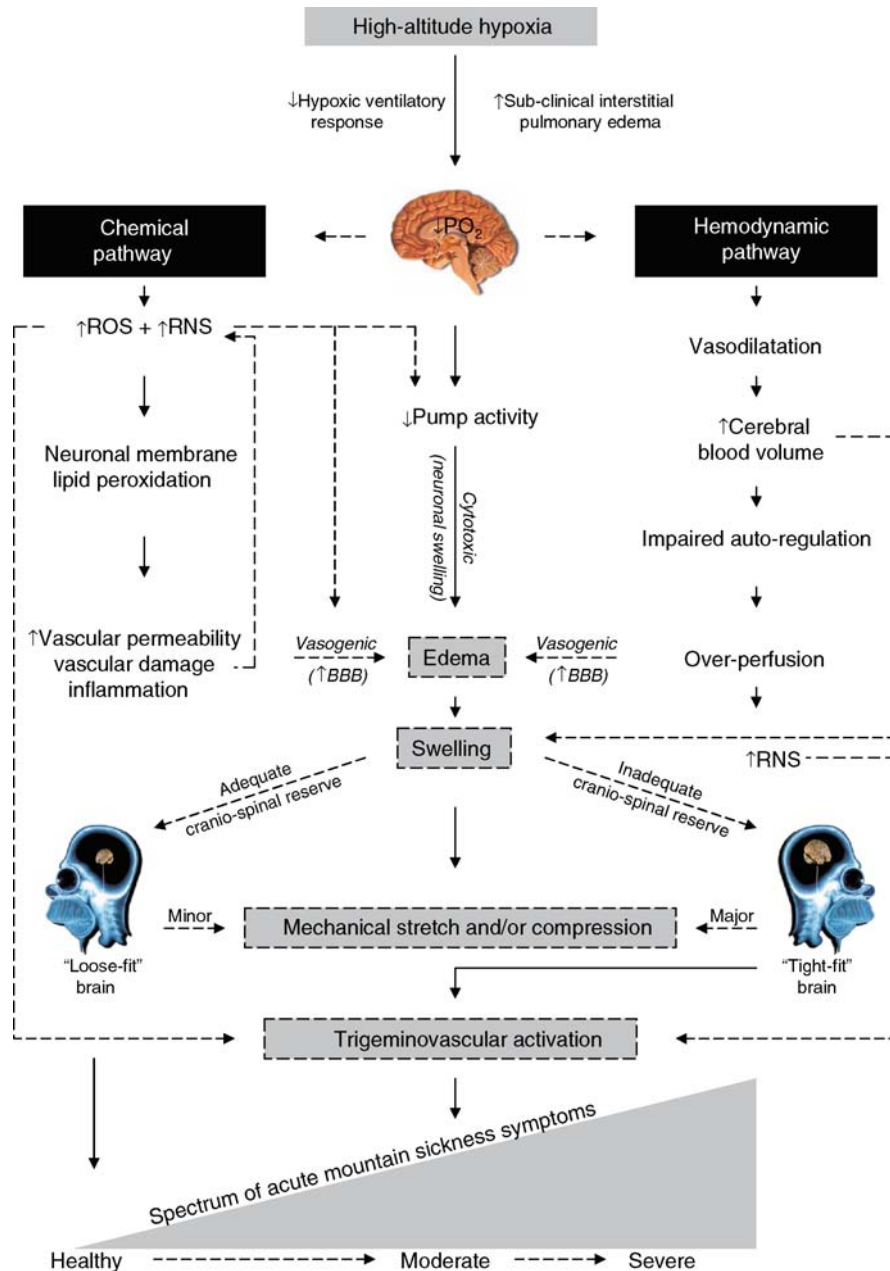 High-altitude hypoxia
↓Hypoxic ventilatory
response
↑Sub-clinical interstitial
pulmonary edema
Chemical
pathway
↓PO₂
Hemodynamic
pathway
↑ROS + ↑RNS
Vasodilatation
↓Pump activity
↑Cerebral
blood volume
Neuronal membrane
lipid peroxidation
Cytotoxic
(neuronal swelling)
Impaired auto-regulation
↑Vascular permeability
vascular damage
inflammation
Vasogenic
(↑BBB)
Edema
Vasogenic
(↑BBB)
Over-perfusion
Swelling
↑RNS
Adequate
cranio-spinal reserve
Inadequate
cranio-spinal reserve
Minor
Mechanical stretch and/or compression
Major
“Loose-fit”
brain
“Tight-fit”
brain
Trigeminovascular activation
Spectrum of acute mountain sickness symptoms
Healthy
Moderate
Severe